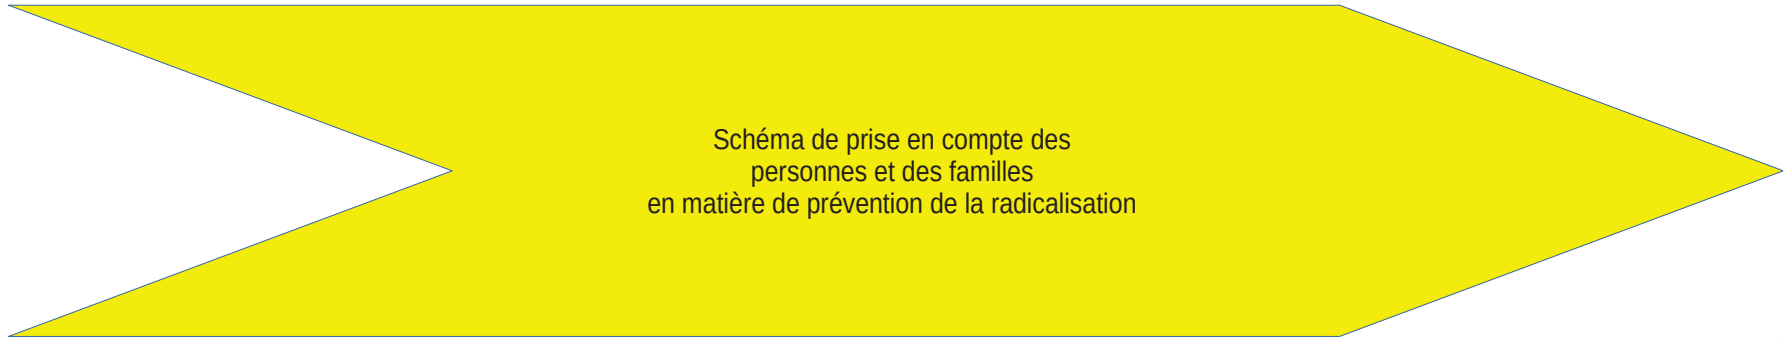 Schéma de prise en compte des
personnes et des familles
en matière de prévention de la radicalisation